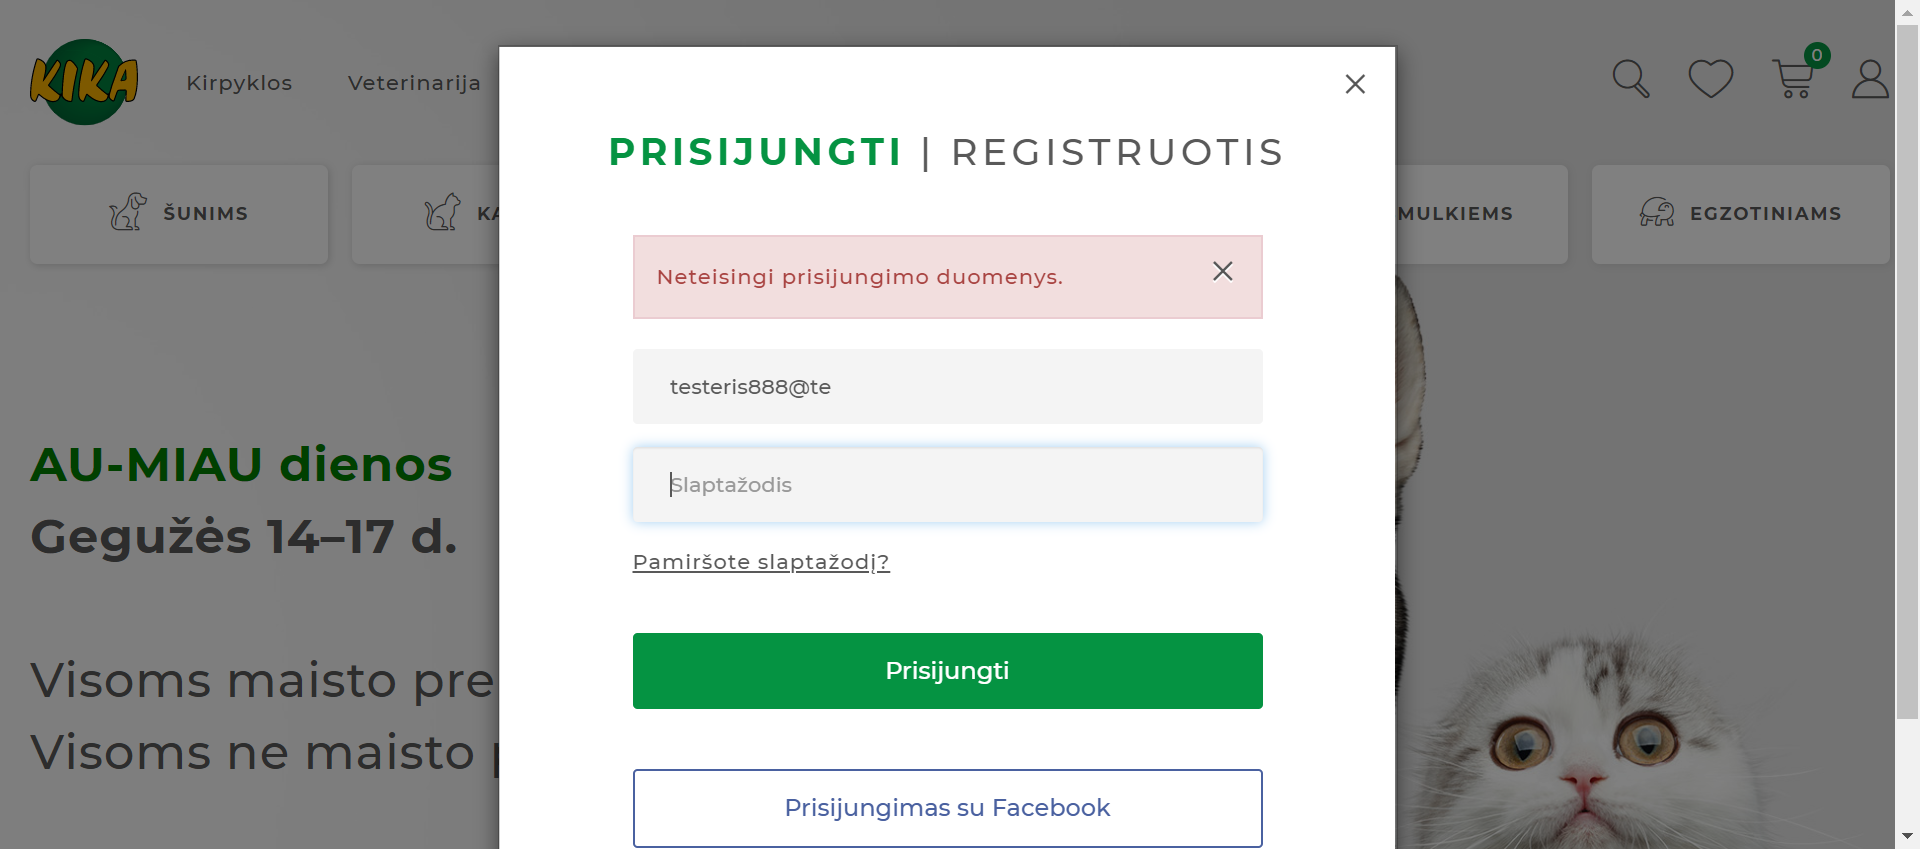 KIKA
Kirpyklos
Veterinarija
0
PRISIJUNGTI | REGISTRUOTIS
ŠUNIMS
KA
MULKIEMS
EGZOTINIAMS
Neteisingi prisijungimo duomenys.
testeris888@te
Slaptažodis
Pamiršote slaptažodį?
Prisijungti
Prisijungimas su Facebook
AU-MIAU dienos
Gegužės 14–17 d.
Visoms maisto pre
Visoms ne maisto